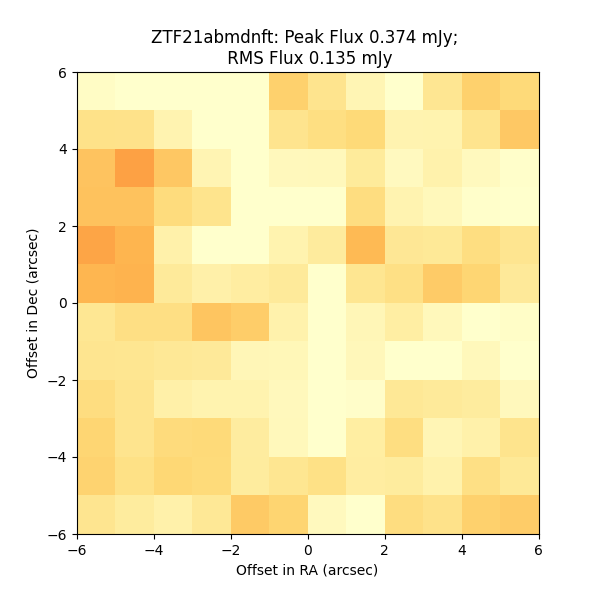 ZTF21abmdnft: Peak Flux 0.374 mJy;
RMS Flux 0.135 mJy
6
4
2
0
−2
−4
−6
Offset in Dec (arcsec)
−6 −4 −2 0 2 4 6
Offset in RA (arcsec)